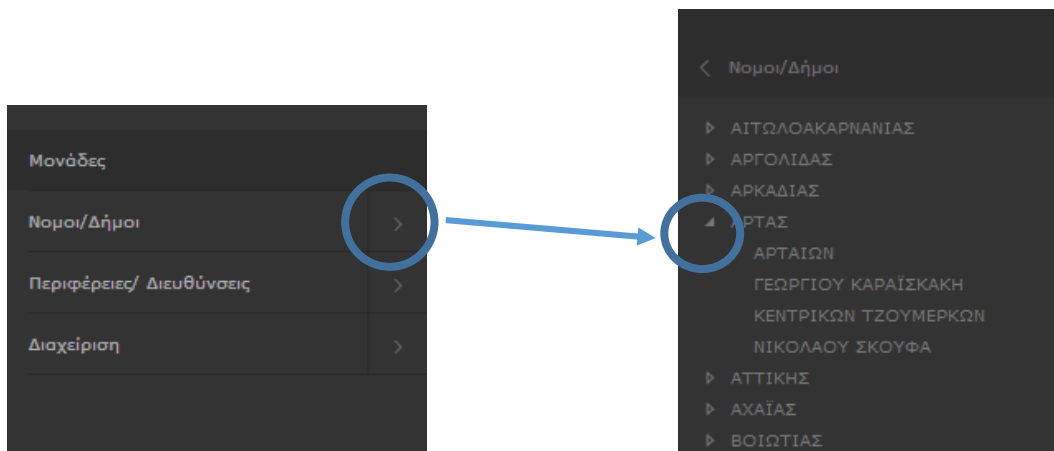 Μονάδες
Νομοι/Δήμοι
Περιφέρειες/ Διευθύνσεις
Διαχείριση
Νομοι/Δήμοι
ΑΙΤΩΛΟΑΚΑΡΝΑΝΙΑΣ
ΑΡΓΟΛΙΔΑΣ
ΑΡΚΑΔΙΑΣ
ΑΡΤΑΣ
ΑΡΤΑΙΩΝ
ΓΕΩΡΓΙΟΥ ΚΑΡΑΪΣΚΑΚΗ
ΚΕΝΤΡΙΚΩΝ ΤΖΟΥΜΕΡΚΩΝ
ΝΙΚΟΛΑΟΥ ΣΚΟΥΦΑ
ΑΤΤΙΚΗΣ
ΑΧΑΪΑΣ
ΒΟΙΩΤΙΑΣ